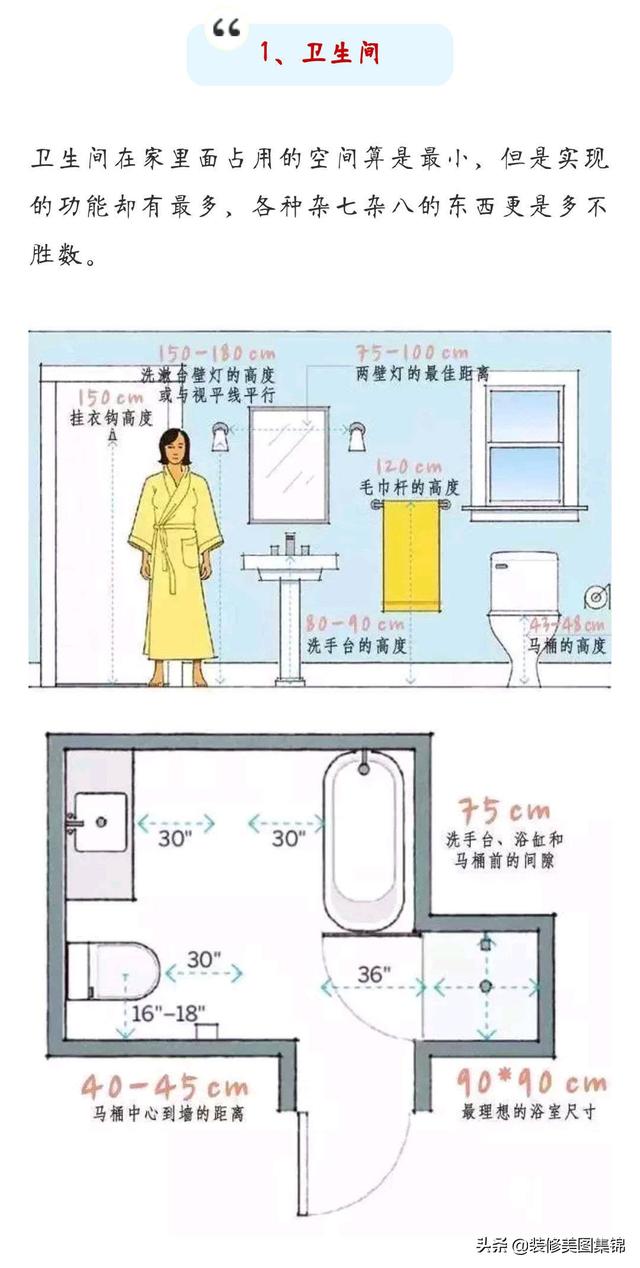 1、卫生间
卫生间在家里面占用的空间算是最小，但是实现
的功能却有最多，各种杂七杂八的东西更是多不
胜数。
150-180 cm
洗漱台壁灯的高度
或与视平线平行
75-100 cm
两壁灯的最佳距离
150 cm
挂衣钩高度
120 cm
毛巾杆的高度
80-90 cm
洗手台的高度
43-48 cm
马桶的高度
30"
30"
75 cm
洗手台、浴缸和
马桶前的间隙
30"
36"
16"-18"
40-45 cm
马桶中心到墙的距离
90*90 cm
最理想的浴室尺寸
头条 @装修美图集锦